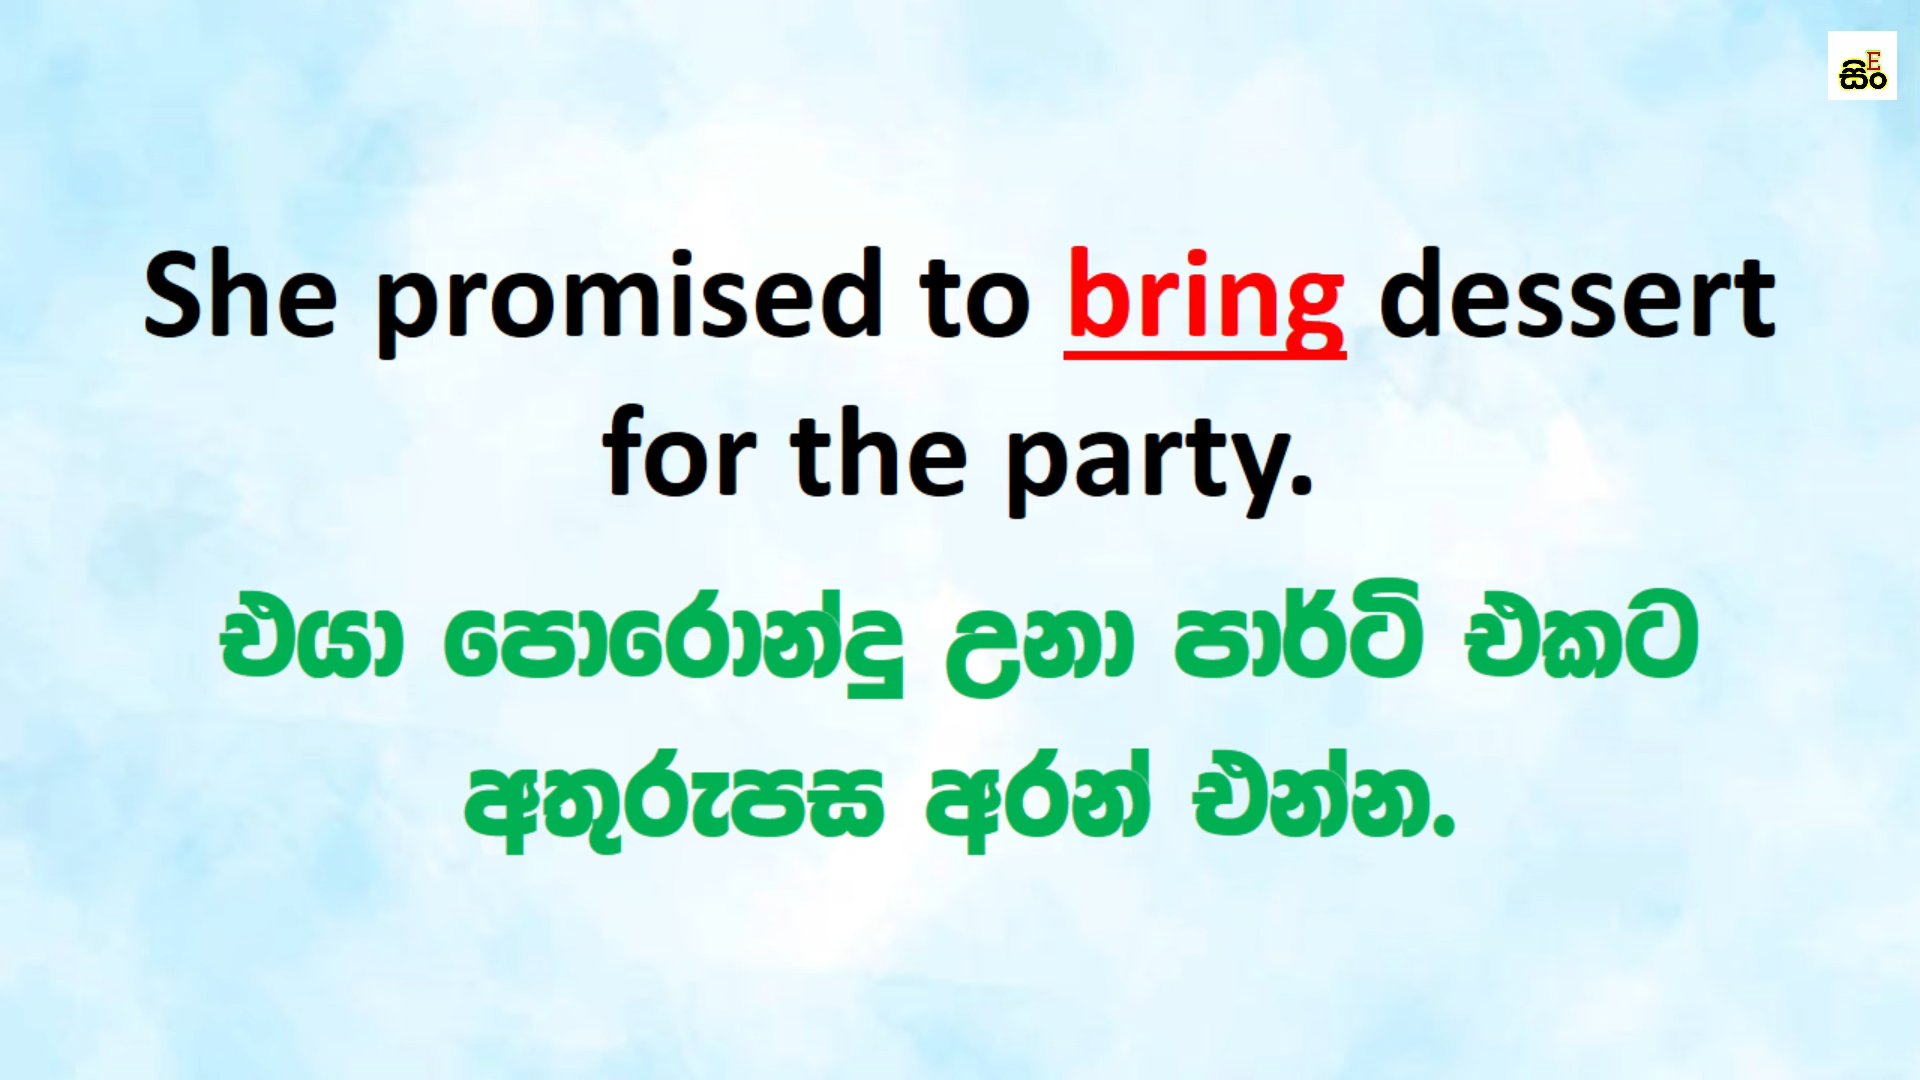 සිංE
She promised to bring dessert
for the party.
එයා පොරොන්දු උනා පාර්ටි එකට
අතුරුපස අරන් එන්න.